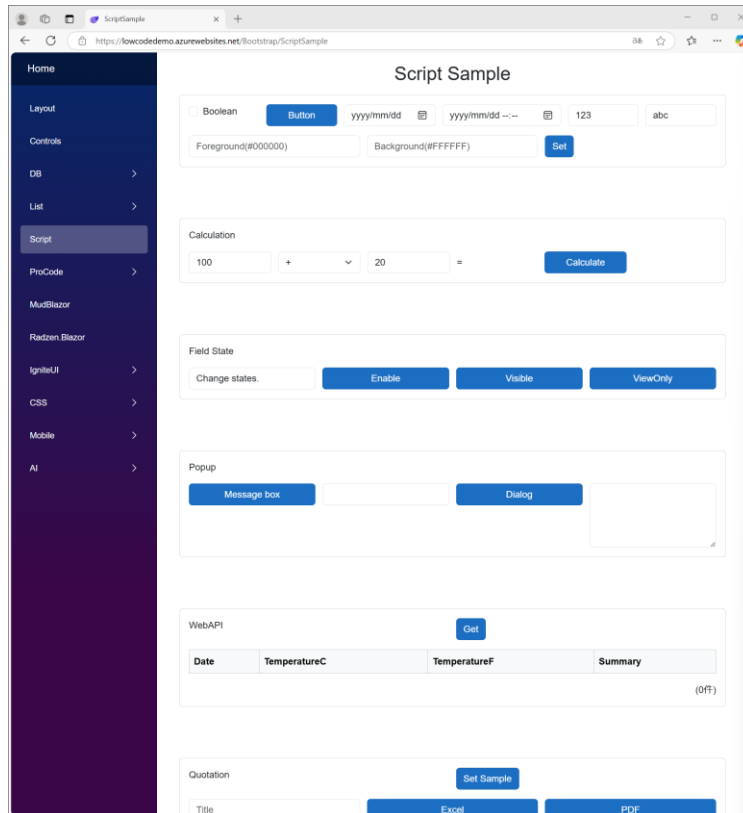 ScriptSample
https://lowcodedemo.azurewebsites.net/Bootstrap/ScriptSample
Home
Layout
Controls
DB
List
Script
ProCode
MudBlazor
Radzen.Blazor
IgniteUI
CSS
Mobile
AI
Script Sample
Boolean Button yyyy/mm/dd yyyy/mm/dd --:-- 123 abc
Foreground(#000000) Background(#FFFFFF) Set
Calculation
100 + 20 = Calculate
Field State
Change states. Enable Visible ViewOnly
Popup
Message box Dialog
WebAPI Get
Date TemperatureC TemperatureF Summary
(0件)
Quotation Set Sample
Title Excel PDF